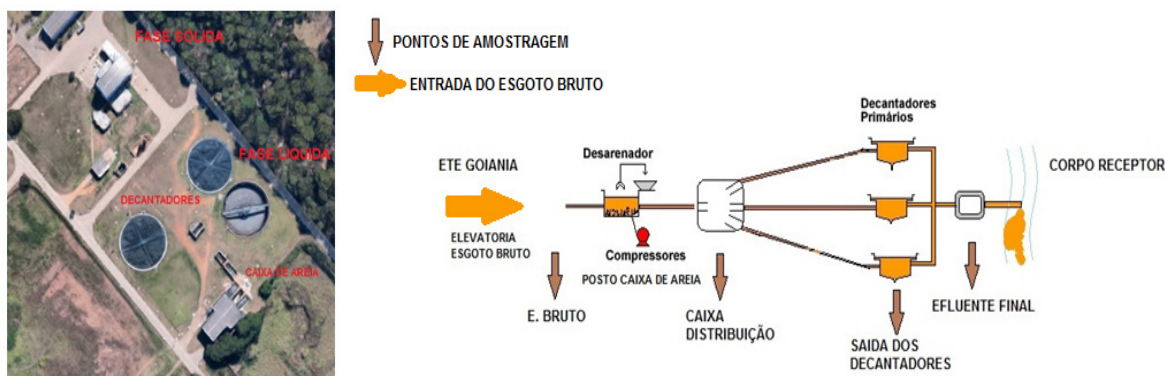 FASE SÓLIDA
FASE LIQUIDA
DECANTADORES
CAIXA DE AREIA
PONTOS DE AMOSTRAGEM
ENTRADA DO ESGOTO BRUTO
Decantadores
Primários
ETE GOIANIA
Desarenador
CORPO RECEPTOR
ELEVATORIA
ESGOTO BRUTO
Compressores
POSTO CAIXA DE AREIA
E. BRUTO
CAIXA
DISTRIBUIÇÃO
EFLUENTE FINAL
SAIDA DOS
DECANTADORES